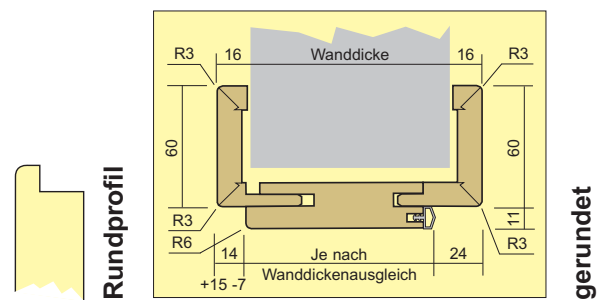 R3 16 Wanddicke 16 R3
60 60
Rundprofil
gerundet
R3
11
R6 14 Je nach 24 R3
Wanddickenausgleich
+15 -7